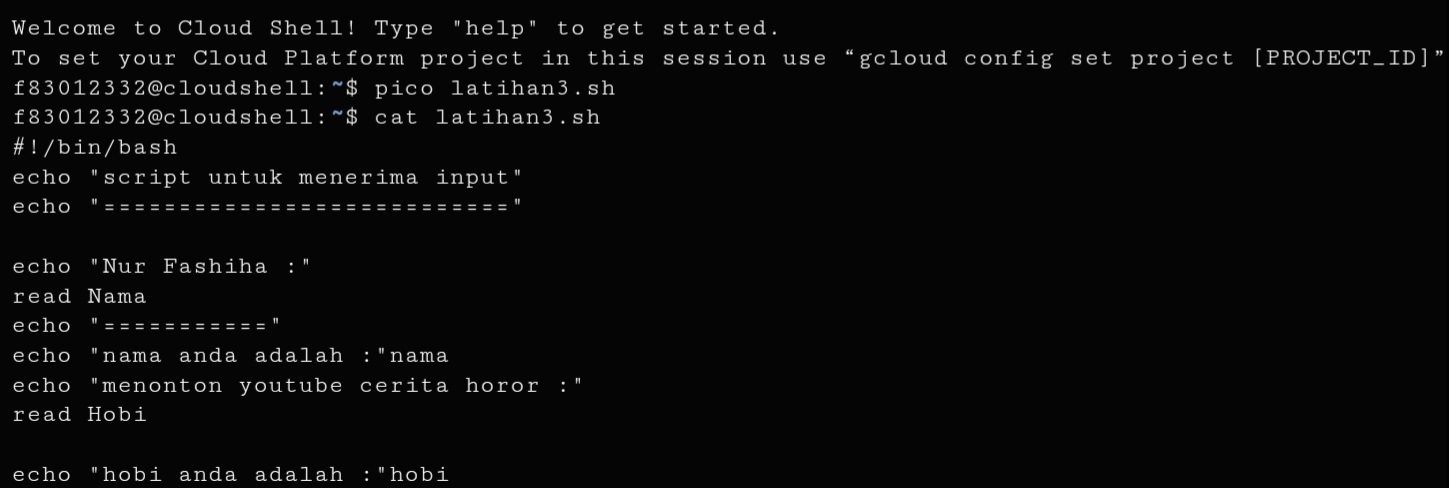 Welcome to Cloud Shell! Type "help" to get started.
To set your Cloud Platform project in this session use “gcloud config set project [PROJECT_ID]”
f83012332@cloudshell:~$ pico latihan3.sh
f83012332@cloudshell:~$ cat latihan3.sh
#!/bin/bash
echo "script untuk menerima input"
echo "==========================="
echo "Nur Fashiha :"
read Nama
echo "==========="
echo "nama anda adalah :"nama
echo "menonton youtube cerita horor :"
read Hobi
echo "hobi anda adalah :"hobi